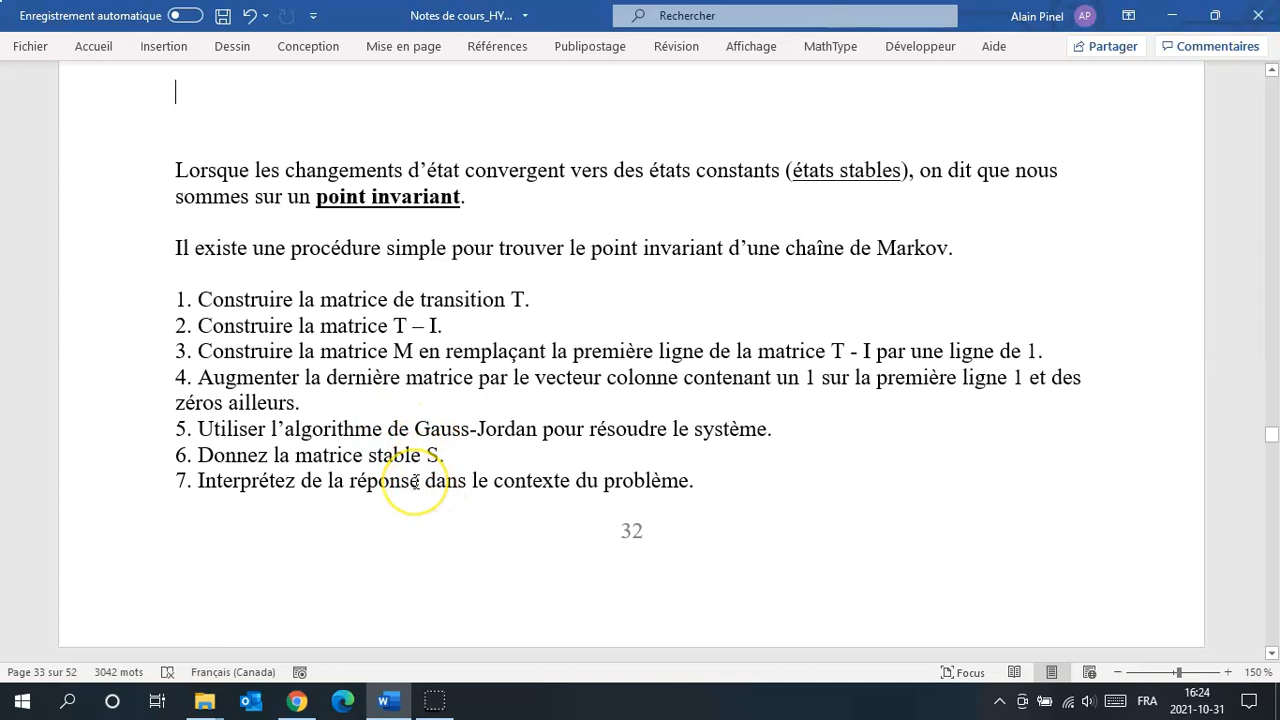 Enregistrement automatique
Notes de cours_HY...
Rechercher
Alain Pinel
AP
Fichier
Accueil
Insertion
Dessin
Conception
Mise en page
Références
Publipostage
Révision
Affichage
MathType
Développeur
Aide
Partager
Commentaires
Lorsque les changements d'état convergent vers des états constants (états stables), on dit que nous
sommes sur un point invariant.
Il existe une procédure simple pour trouver le point invariant d'une chaîne de Markov.
1. Construire la matrice de transition T.
2. Construire la matrice T – I.
3. Construire la matrice M en remplaçant la première ligne de la matrice T - I par une ligne de 1.
4. Augmenter la dernière matrice par le vecteur colonne contenant un 1 sur la première ligne 1 et des
zéros ailleurs.
5. Utiliser l'algorithme de Gauss-Jordan pour résoudre le système.
6. Donnez la matrice stable S.
7. Interprétez de la réponse dans le contexte du problème.
32
Page 33 sur 52
3042 mots
Français (Canada)
Focus
150 %
FRA
16:24
2021-10-31